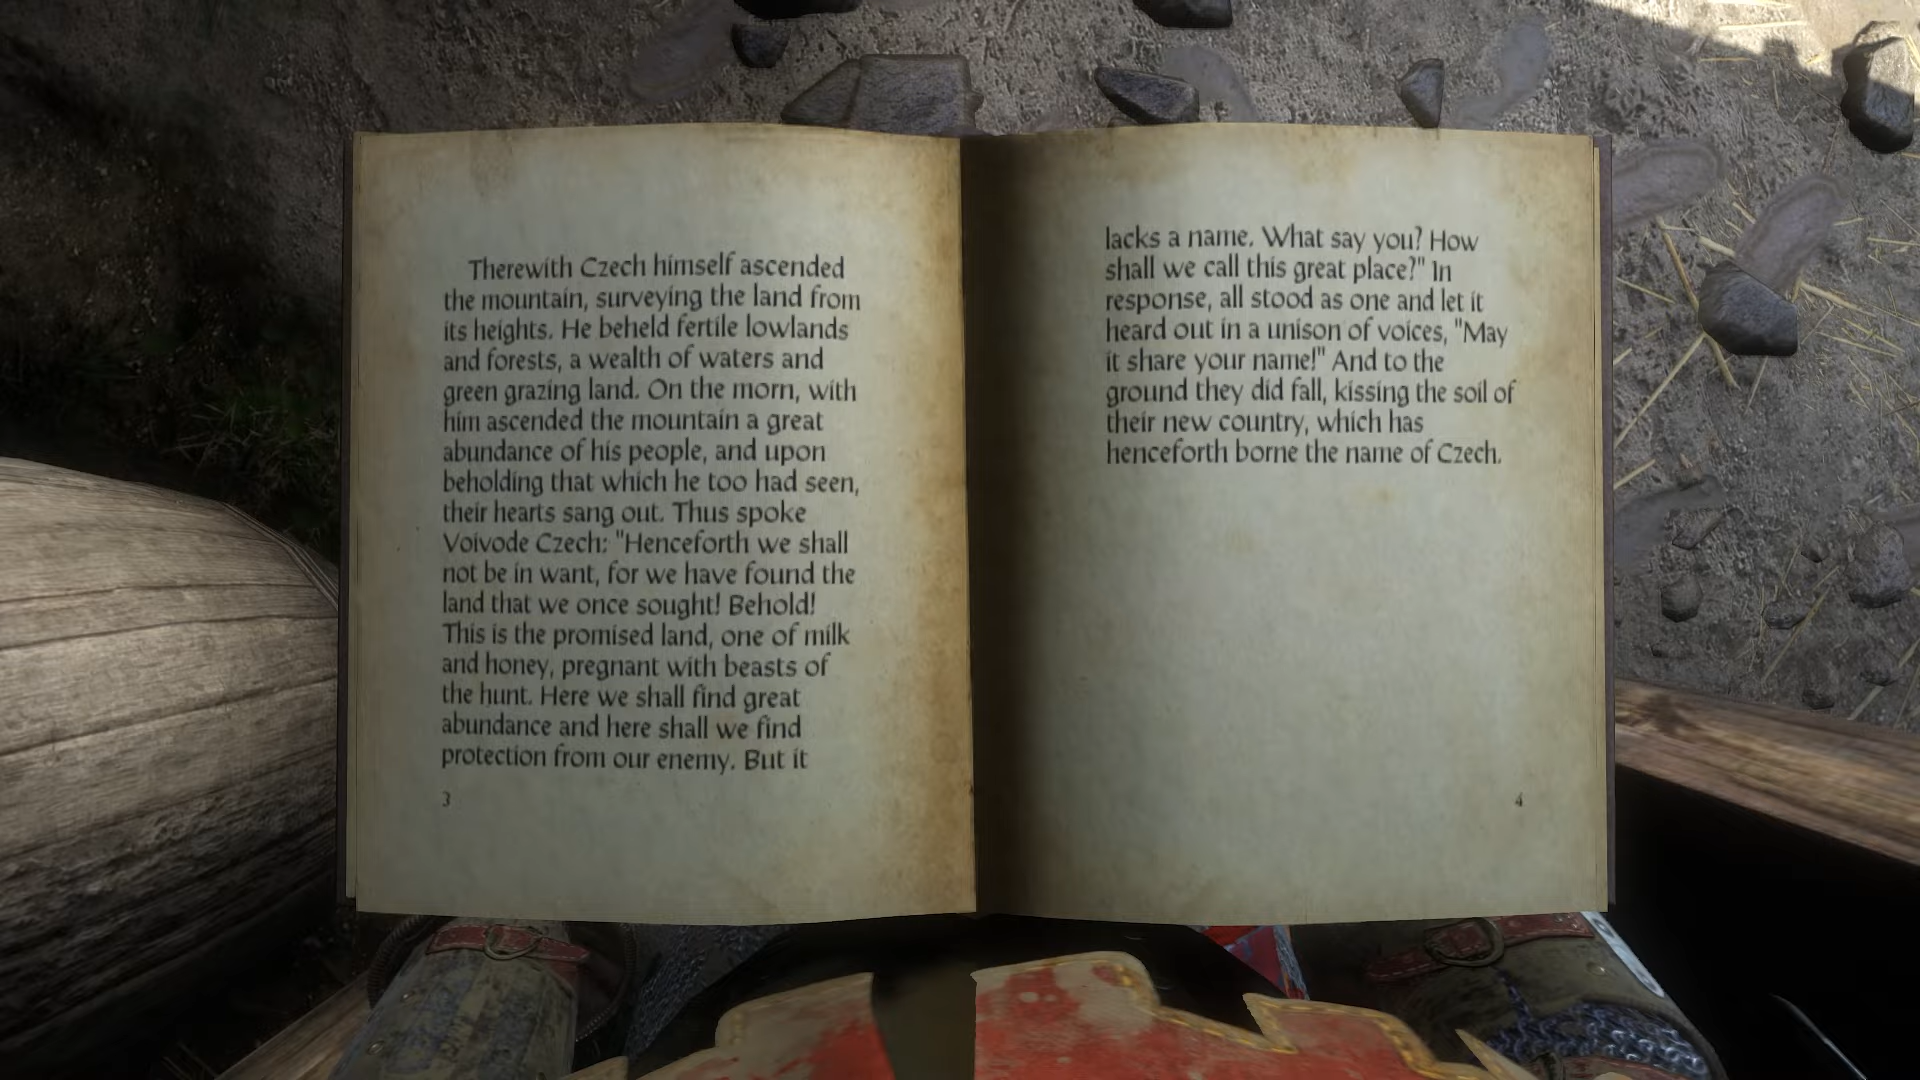 Therewith Czech himself ascended
the mountain, surveying the land from
its heights. He beheld fertile lowlands
and forests, a wealth of waters and
green grazing land. On the morn, with
him ascended the mountain a great
abundance of his people, and upon
beholding that which he too had seen,
their hearts sang out. Thus spoke
Voivode Czech: "Henceforth we shall
not be in want, for we have found the
land that we once sought! Behold!
This is the promised land, one of milk
and honey, pregnant with beasts of
the hunt. Here we shall find great
abundance and here shall we find
protection from our enemy. But it
3
lacks a name. What say you? How
shall we call this great place?" In
response, all stood as one and let it
heard out in a unison of voices, "May
it share your name!" And to the
ground they did fall, kissing the soil of
their new country, which has
henceforth borne the name of Czech.
4